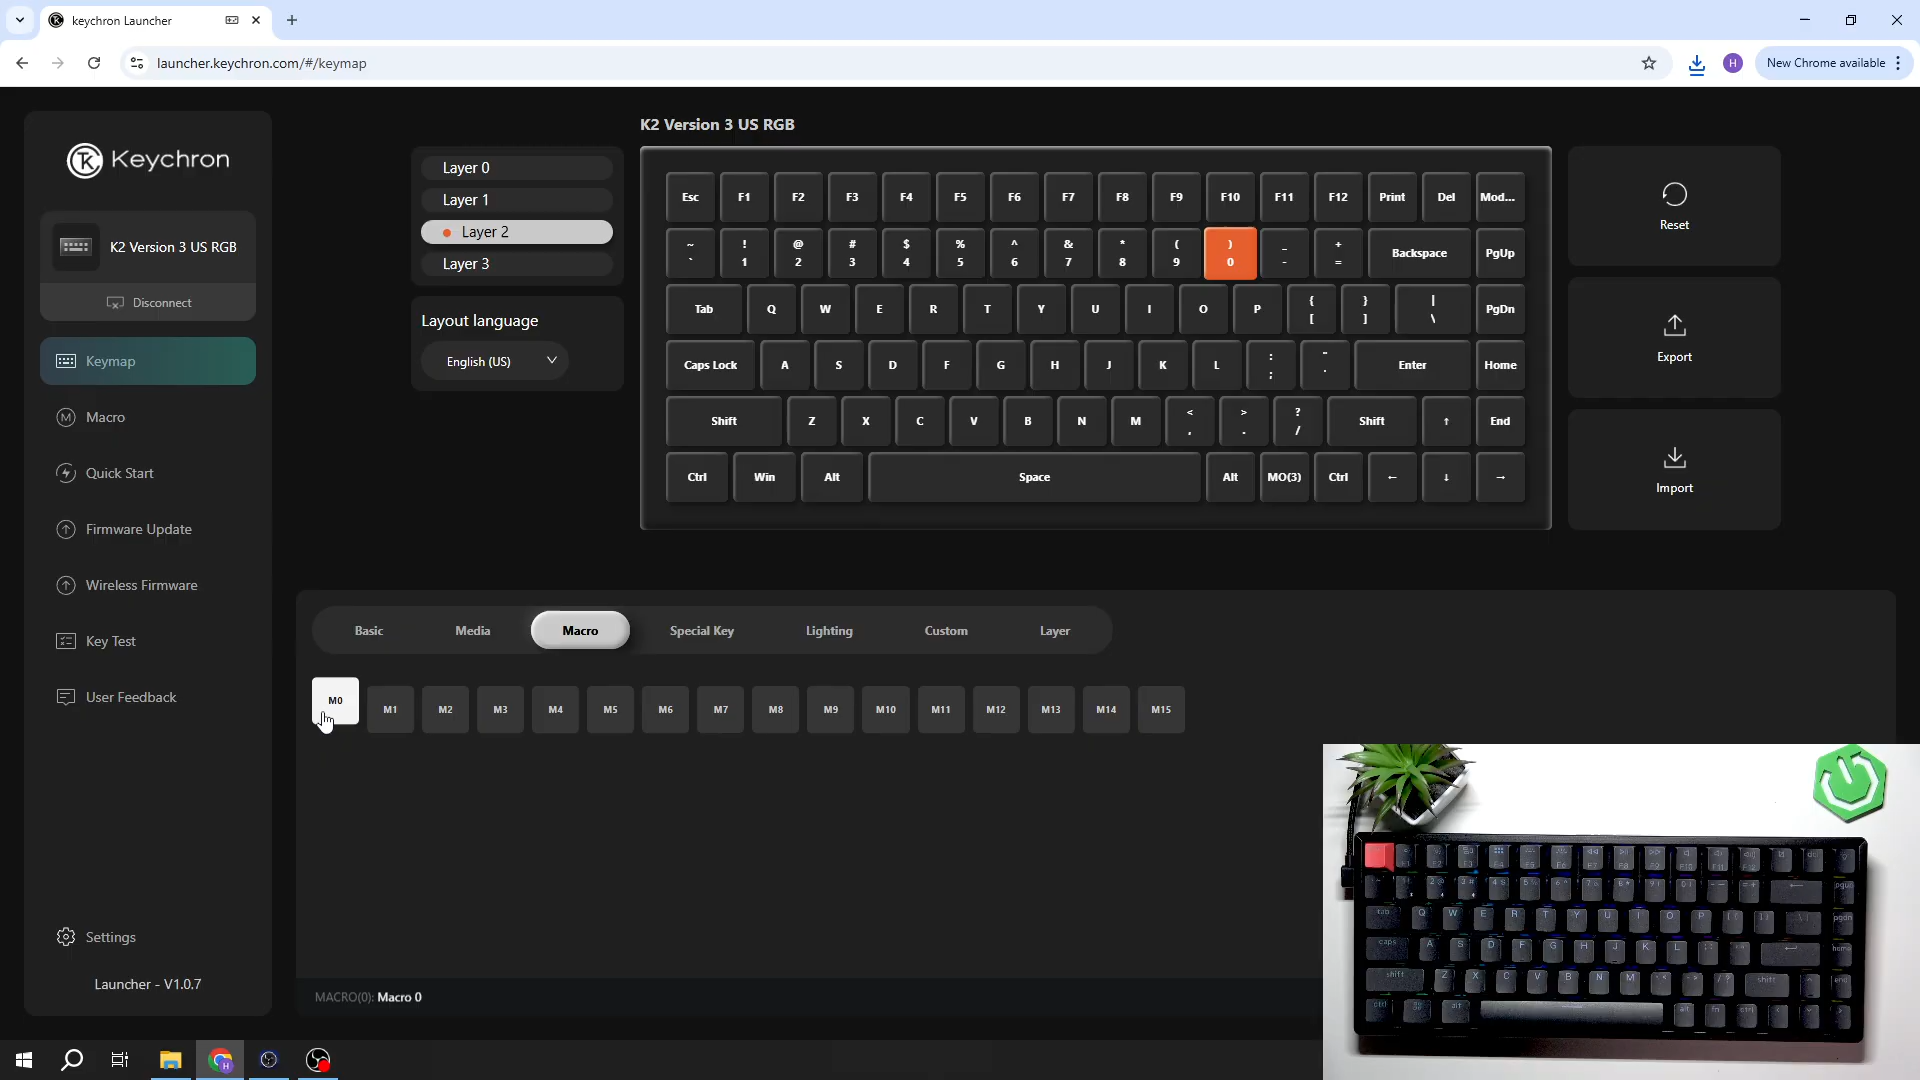 keychron Launcher
launcher.keychron.com/#/keymap
H
New Chrome available
Keychron
K2 Version 3 US RGB
Disconnect
Keymap
Macro
Quick Start
Firmware Update
Wireless Firmware
Key Test
User Feedback
Settings
Launcher - V1.0.7
Layer 0
Layer 1
Layer 2
Layer 3
Layout language
English (US)
K2 Version 3 US RGB
Esc F1 F2 F3 F4 F5 F6 F7 F8 F9 F10 F11 F12 Print Del Mod...
~ ! @ # $ % ^ & * ( ) _ +
` 1 2 3 4 5 6 7 8 9 0 - = Backspace PgUp
Tab Q W E R T Y U I O P { [ } ] | \ PgDn
Caps Lock A S D F G H J K L : ; Enter Home
Shift Z X C V B N M < , > . ? / Shift ↑ End
Ctrl Win Alt Space Alt MO(3) Ctrl ← ↓ →
Reset
Export
Import
Basic Media Macro Special Key Lighting Custom Layer
M0 M1 M2 M3 M4 M5 M6 M7 M8 M9 M10 M11 M12 M13 M14 M15
MACRO(0): Macro 0